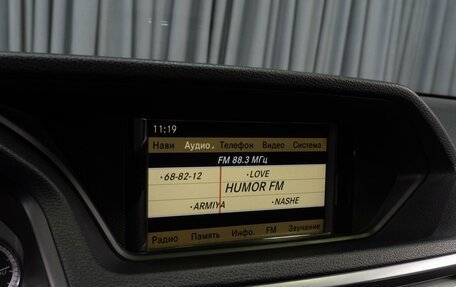 11:19
Нави Аудио. Телефон Видео Система
FM 88.3 МГц
·68-82-12 ·LOVE
HUMOR FM
·ARMIYA ·NASHE
Радио Память Инфо. FM Звучание